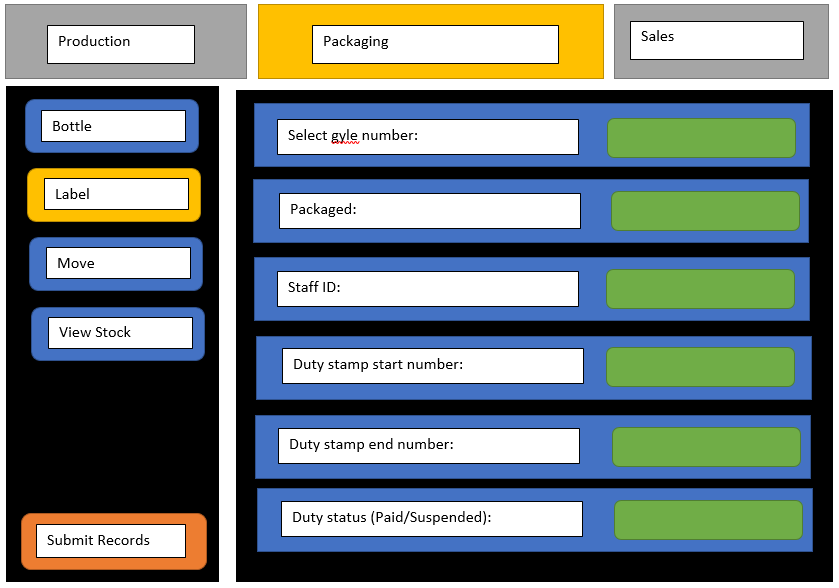 Production
Packaging
Sales
Bottle
Label
Move
View Stock
Submit Records
Select gyle number:
Packaged:
Staff ID:
Duty stamp start number:
Duty stamp end number:
Duty status (Paid/Suspended):